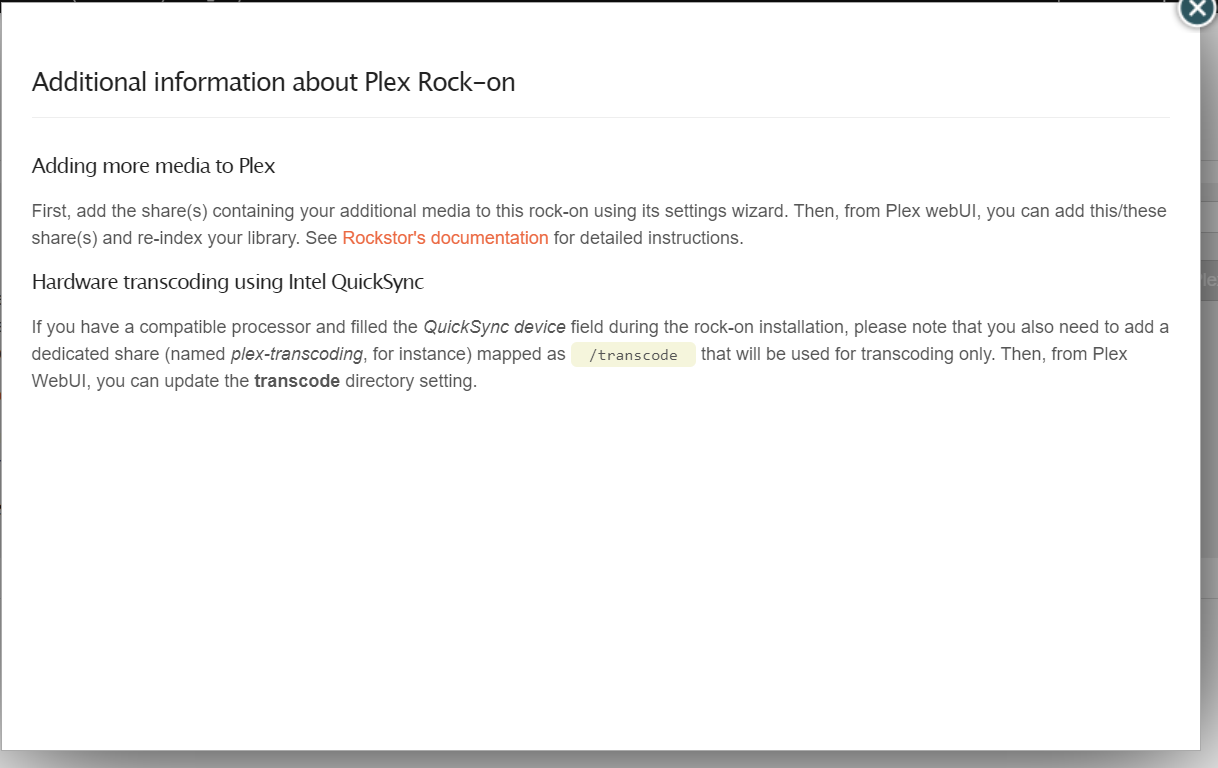 Additional information about Plex Rock-on
Adding more media to Plex
First, add the share(s) containing your additional media to this rock-on using its settings wizard. Then, from Plex webUI, you can add this/these
share(s) and re-index your library. See Rockstor's documentation for detailed instructions.
Hardware transcoding using Intel QuickSync
If you have a compatible processor and filled the QuickSync device field during the rock-on installation, please note that you also need to add a
dedicated share (named plex-transcoding, for instance) mapped as /transcode that will be used for transcoding only. Then, from Plex
WebUI, you can update the transcode directory setting.